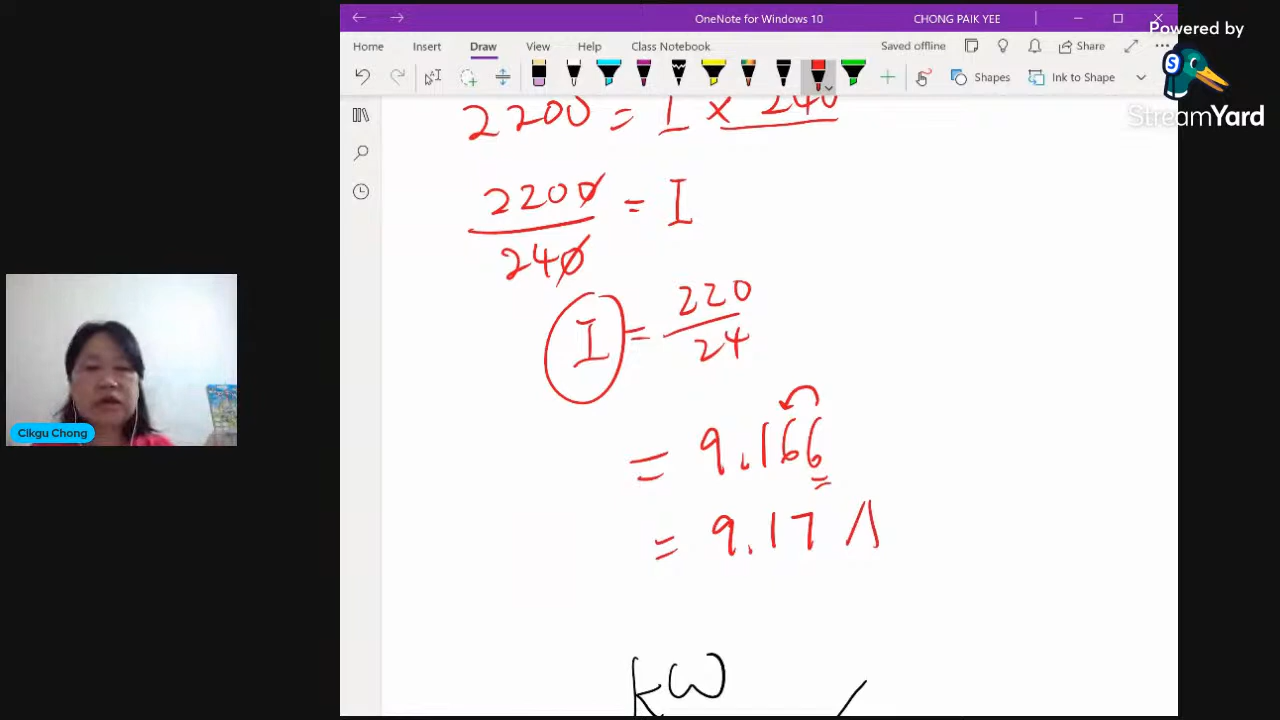 OneNote for Windows 10
CHONG PAIK YEE
Powered by
StreamYard
Home Insert Draw View Help Class Notebook
Saved offline
Share
Shapes
Ink to Shape
2200 = I × 240
2200/240 = I
I = 220/24
= 9.166
= 9.17 A
kW
Cikgu Chong